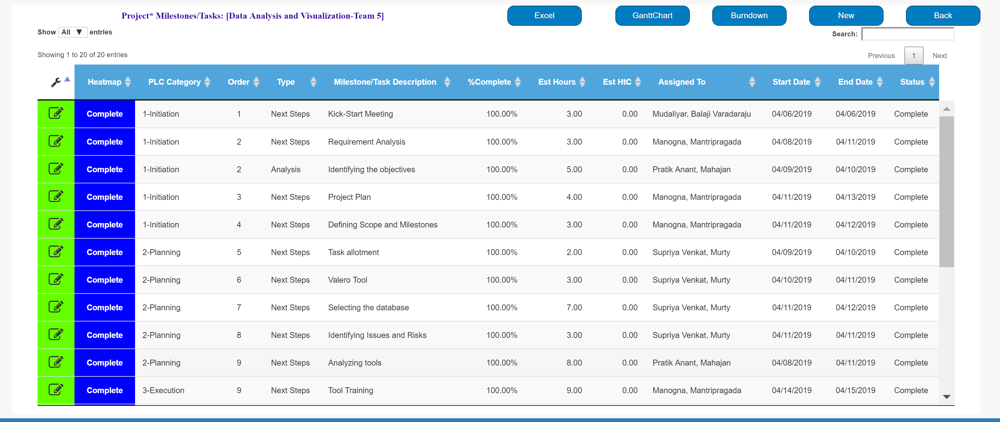 Project* Milestones/Tasks: [Data Analysis and Visualization-Team 5] Excel GanttChart Burndown New Back
Show All ▼ entries Search:
Showing 1 to 20 of 20 entries Previous 1 Next
Heatmap PLC Category Order Type Milestone/Task Description %Complete Est Hours Est HtC Assigned To Start Date End Date Status
Complete 1-Initiation 1 Next Steps Kick-Start Meeting 100.00% 3.00 0.00 Mudaliyar, Balaji Varadaraju 04/06/2019 04/06/2019 Complete
Complete 1-Initiation 2 Next Steps Requirement Analysis 100.00% 3.00 0.00 Manogna, Mantripragada 04/08/2019 04/11/2019 Complete
Complete 1-Initiation 2 Analysis Identifying the objectives 100.00% 5.00 0.00 Pratik Anant, Mahajan 04/09/2019 04/10/2019 Complete
Complete 1-Initiation 3 Next Steps Project Plan 100.00% 4.00 0.00 Manogna, Mantripragada 04/11/2019 04/13/2019 Complete
Complete 1-Initiation 4 Next Steps Defining Scope and Milestones 100.00% 3.00 0.00 Manogna, Mantripragada 04/11/2019 04/12/2019 Complete
Complete 2-Planning 5 Next Steps Task allotment 100.00% 2.00 0.00 Supriya Venkat, Murty 04/09/2019 04/10/2019 Complete
Complete 2-Planning 6 Next Steps Valero Tool 100.00% 3.00 0.00 Supriya Venkat, Murty 04/10/2019 04/11/2019 Complete
Complete 2-Planning 7 Next Steps Selecting the database 100.00% 7.00 0.00 Supriya Venkat, Murty 04/11/2019 04/12/2019 Complete
Complete 2-Planning 8 Next Steps Identifying Issues and Risks 100.00% 3.00 0.00 Supriya Venkat, Murty 04/11/2019 04/11/2019 Complete
Complete 2-Planning 9 Next Steps Analyzing tools 100.00% 8.00 0.00 Pratik Anant, Mahajan 04/08/2019 04/11/2019 Complete
Complete 3-Execution 9 Next Steps Tool Training 100.00% 9.00 0.00 Manogna, Mantripragada 04/14/2019 04/15/2019 Complete